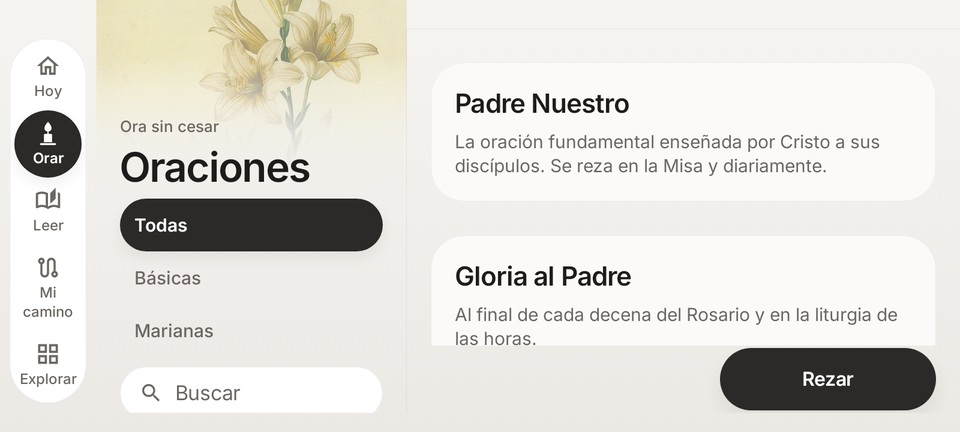 Hoy
Orar
Leer
Mi
camino
Explorar
Ora sin cesar
Oraciones
Todas
Básicas
Marianas
Buscar
Padre Nuestro
La oración fundamental enseñada por Cristo a sus
discípulos. Se reza en la Misa y diariamente.
Gloria al Padre
Al final de cada decena del Rosario y en la liturgia de
las horas.
Rezar